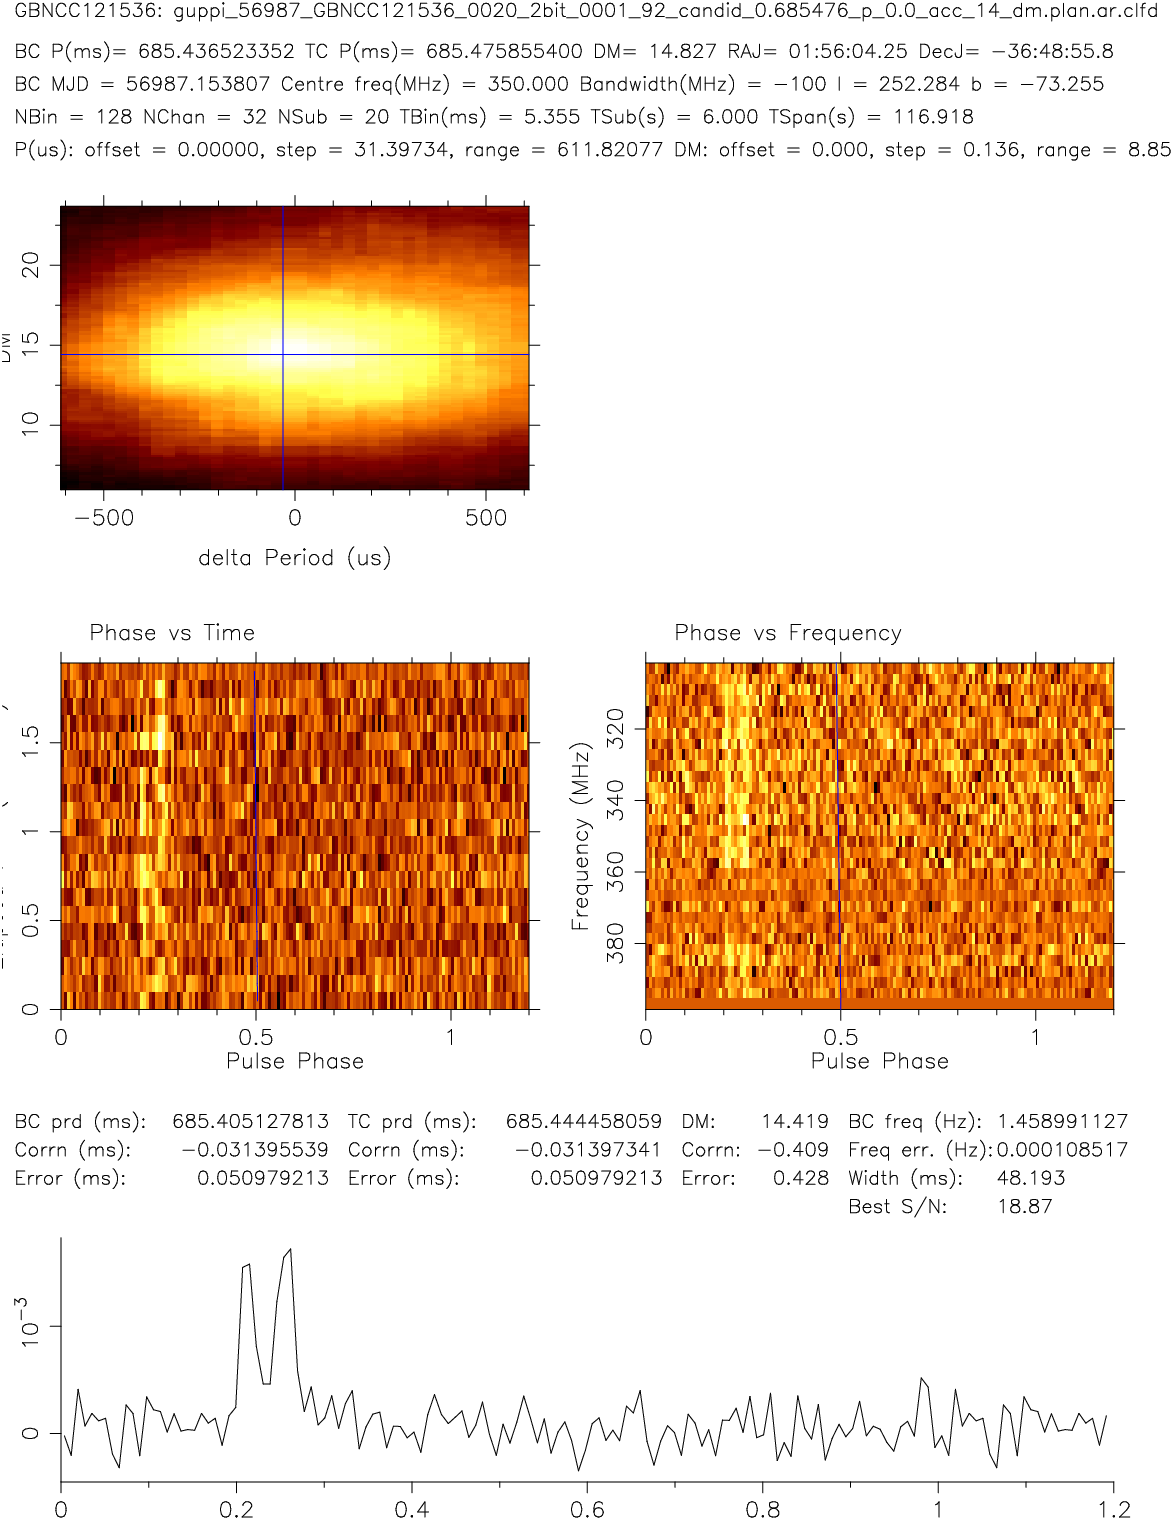 GBNCC121536: guppi_56987_GBNCC121536_0020_2bit_0001_92_candid_0.685476_p_0.0_acc_14_dm.plan.ar.clfd
BC P(ms)= 685.436523352 TC P(ms)= 685.475855400 DM= 14.827 RAJ= 01:56:04.25 DecJ= −36:48:55.8
BC MJD = 56987.153807 Centre freq(MHz) = 350.000 Bandwidth(MHz) = −100 l = 252.284 b = −73.255
NBin = 128 NChan = 32 NSub = 20 TBin(ms) = 5.355 TSub(s) = 6.000 TSpan(s) = 116.918
P(us): offset = 0.00000, step = 31.39734, range = 611.82077 DM: offset = 0.000, step = 0.136, range = 8.85
20
15
10
DM
−500 0 500
delta Period (us)
Phase vs Time
1.5
1
0.5
0
0 0.5 1
Pulse Phase
Phase vs Frequency
320
340
360
380
Frequency (MHz)
0 0.5 1
Pulse Phase
BC prd (ms): 685.405127813 TC prd (ms): 685.444458059 DM: 14.419 BC freq (Hz): 1.458991127
Corrn (ms): −0.031395539 Corrn (ms): −0.031397341 Corrn: −0.409 Freq err. (Hz): 0.000108517
Error (ms): 0.050979213 Error (ms): 0.050979213 Error: 0.428 Width (ms): 48.193
Best S/N: 18.87
10−3
0
0 0.2 0.4 0.6 0.8 1 1.2